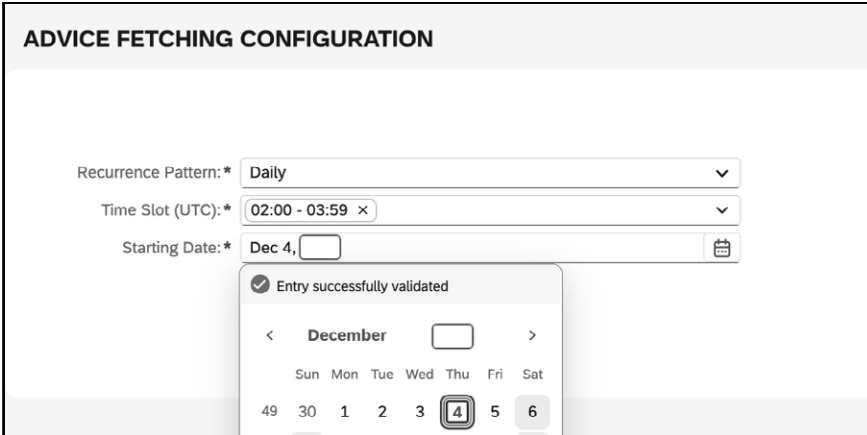 ADVICE FETCHING CONFIGURATION
Recurrence Pattern:* Daily
Time Slot (UTC):* 02:00 - 03:59 ×
Starting Date:* Dec 4,
Entry successfully validated
< December >
Sun Mon Tue Wed Thu Fri Sat
49 30 1 2 3 4 5 6